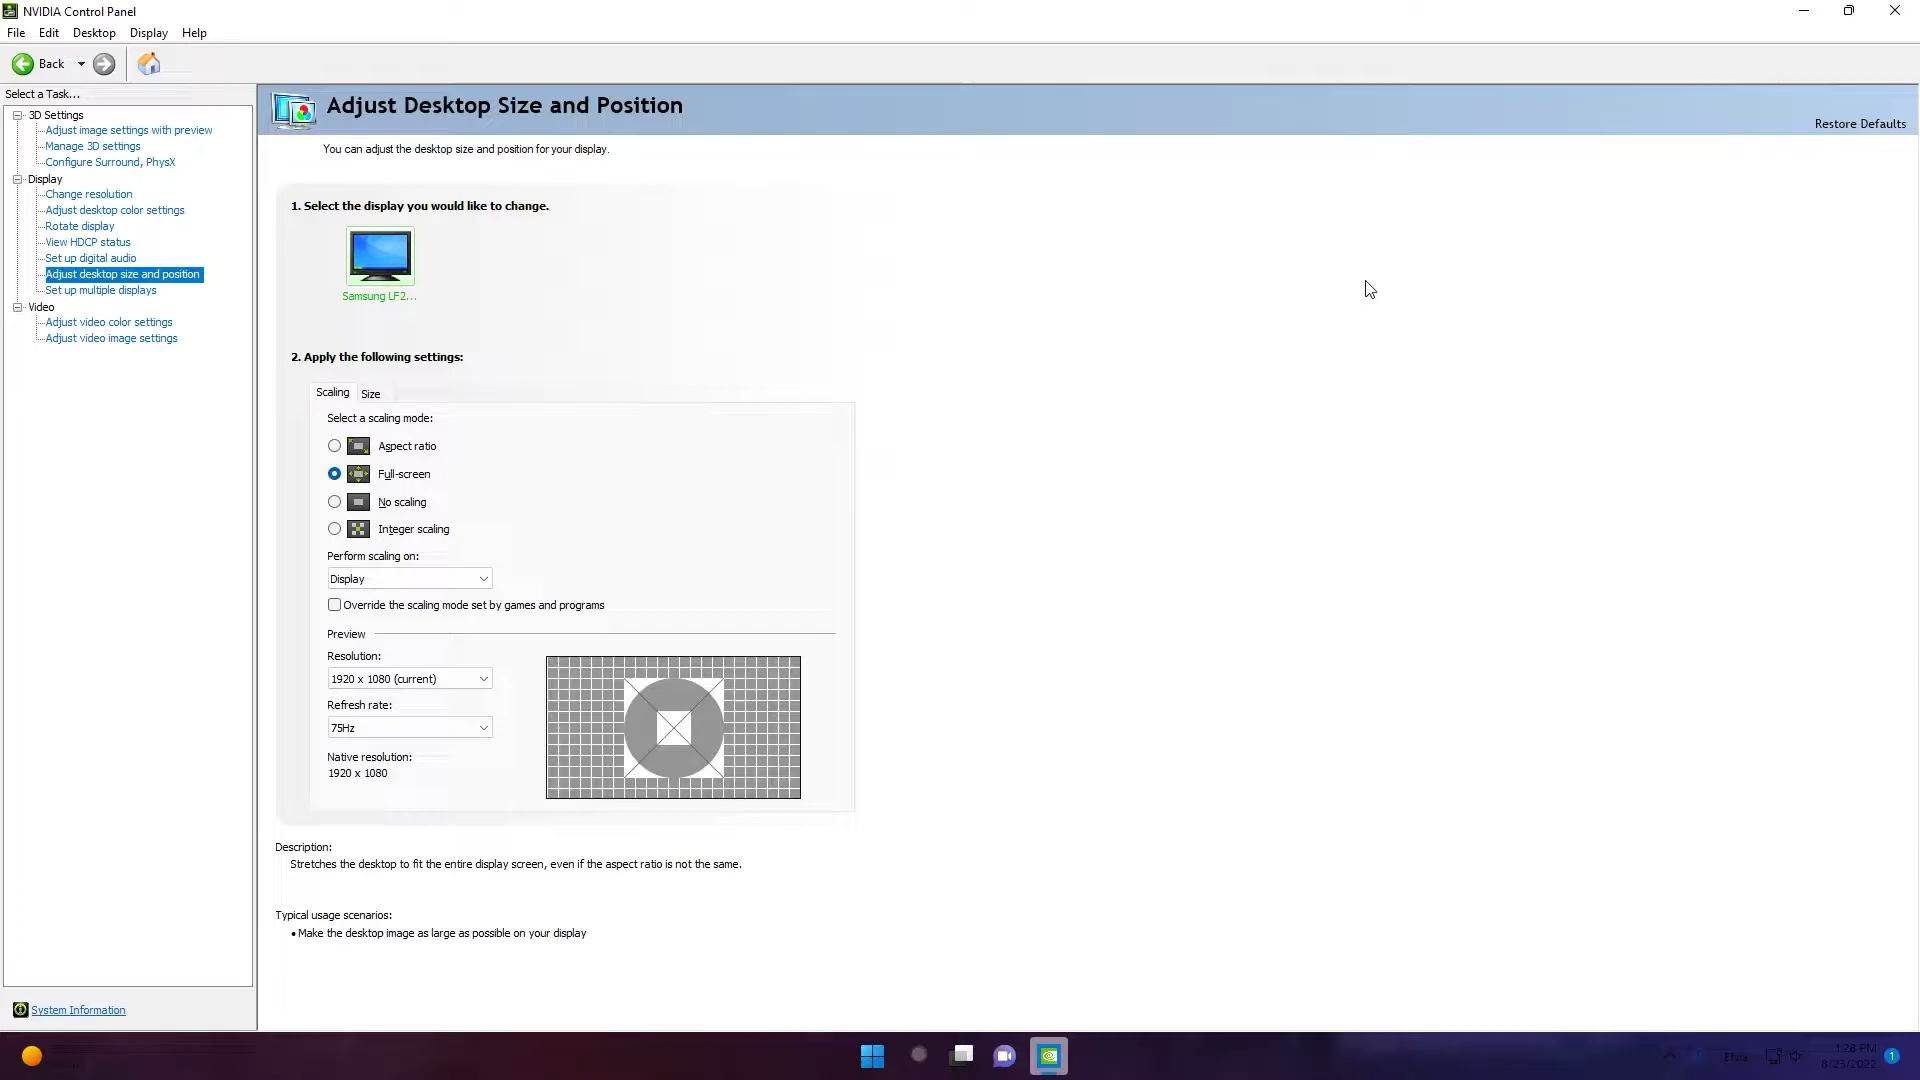 NVIDIA Control Panel
File Edit Desktop Display Help
Back
Select a Task...
3D Settings
Adjust image settings with preview
Manage 3D settings
Configure Surround, PhysX
Display
Change resolution
Adjust desktop color settings
Rotate display
View HDCP status
Set up digital audio
Adjust desktop size and position
Set up multiple displays
Video
Adjust video color settings
Adjust video image settings
System Information
Adjust Desktop Size and Position
Restore Defaults
You can adjust the desktop size and position for your display.
1. Select the display you would like to change.
Samsung LF2...
2. Apply the following settings:
Scaling Size
Select a scaling mode:
Aspect ratio
Full-screen
No scaling
Integer scaling
Perform scaling on:
Display
Override the scaling mode set by games and programs
Preview
Resolution:
1920 x 1080 (current)
Refresh rate:
75Hz
Native resolution:
1920 x 1080
Description:
Stretches the desktop to fit the entire display screen, even if the aspect ratio is not the same.
Typical usage scenarios:
• Make the desktop image as large as possible on your display
1:28 PM
8/23/2022
1